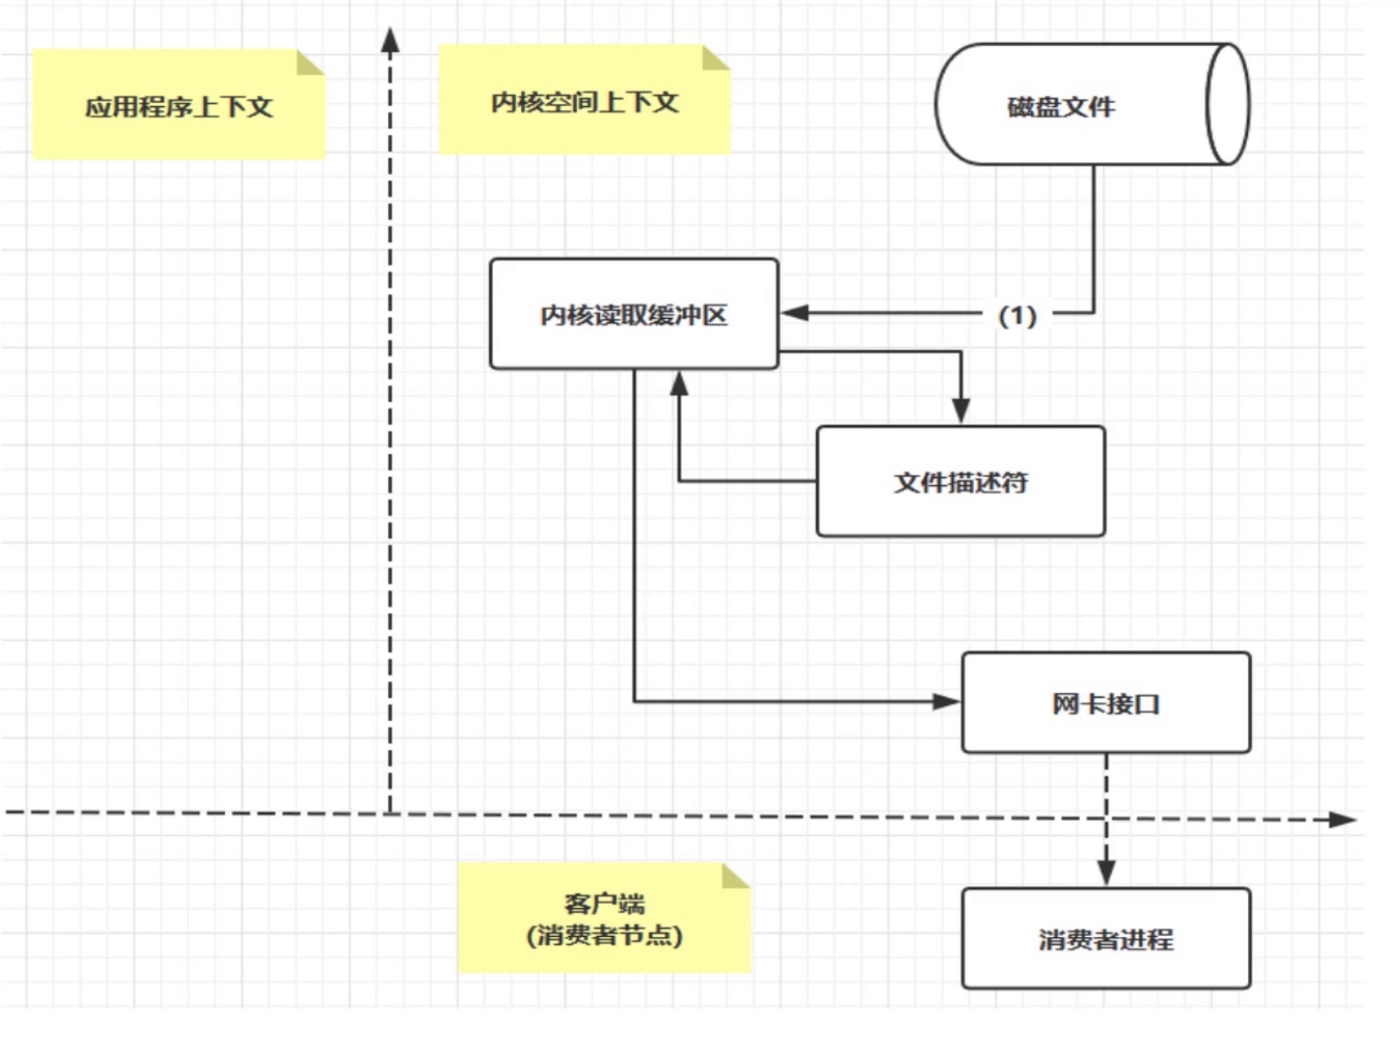 应用程序上下文
内核空间上下文
磁盘文件
内核读取缓冲区
(1)
文件描述符
网卡接口
客户端
(消费者节点)
消费者进程